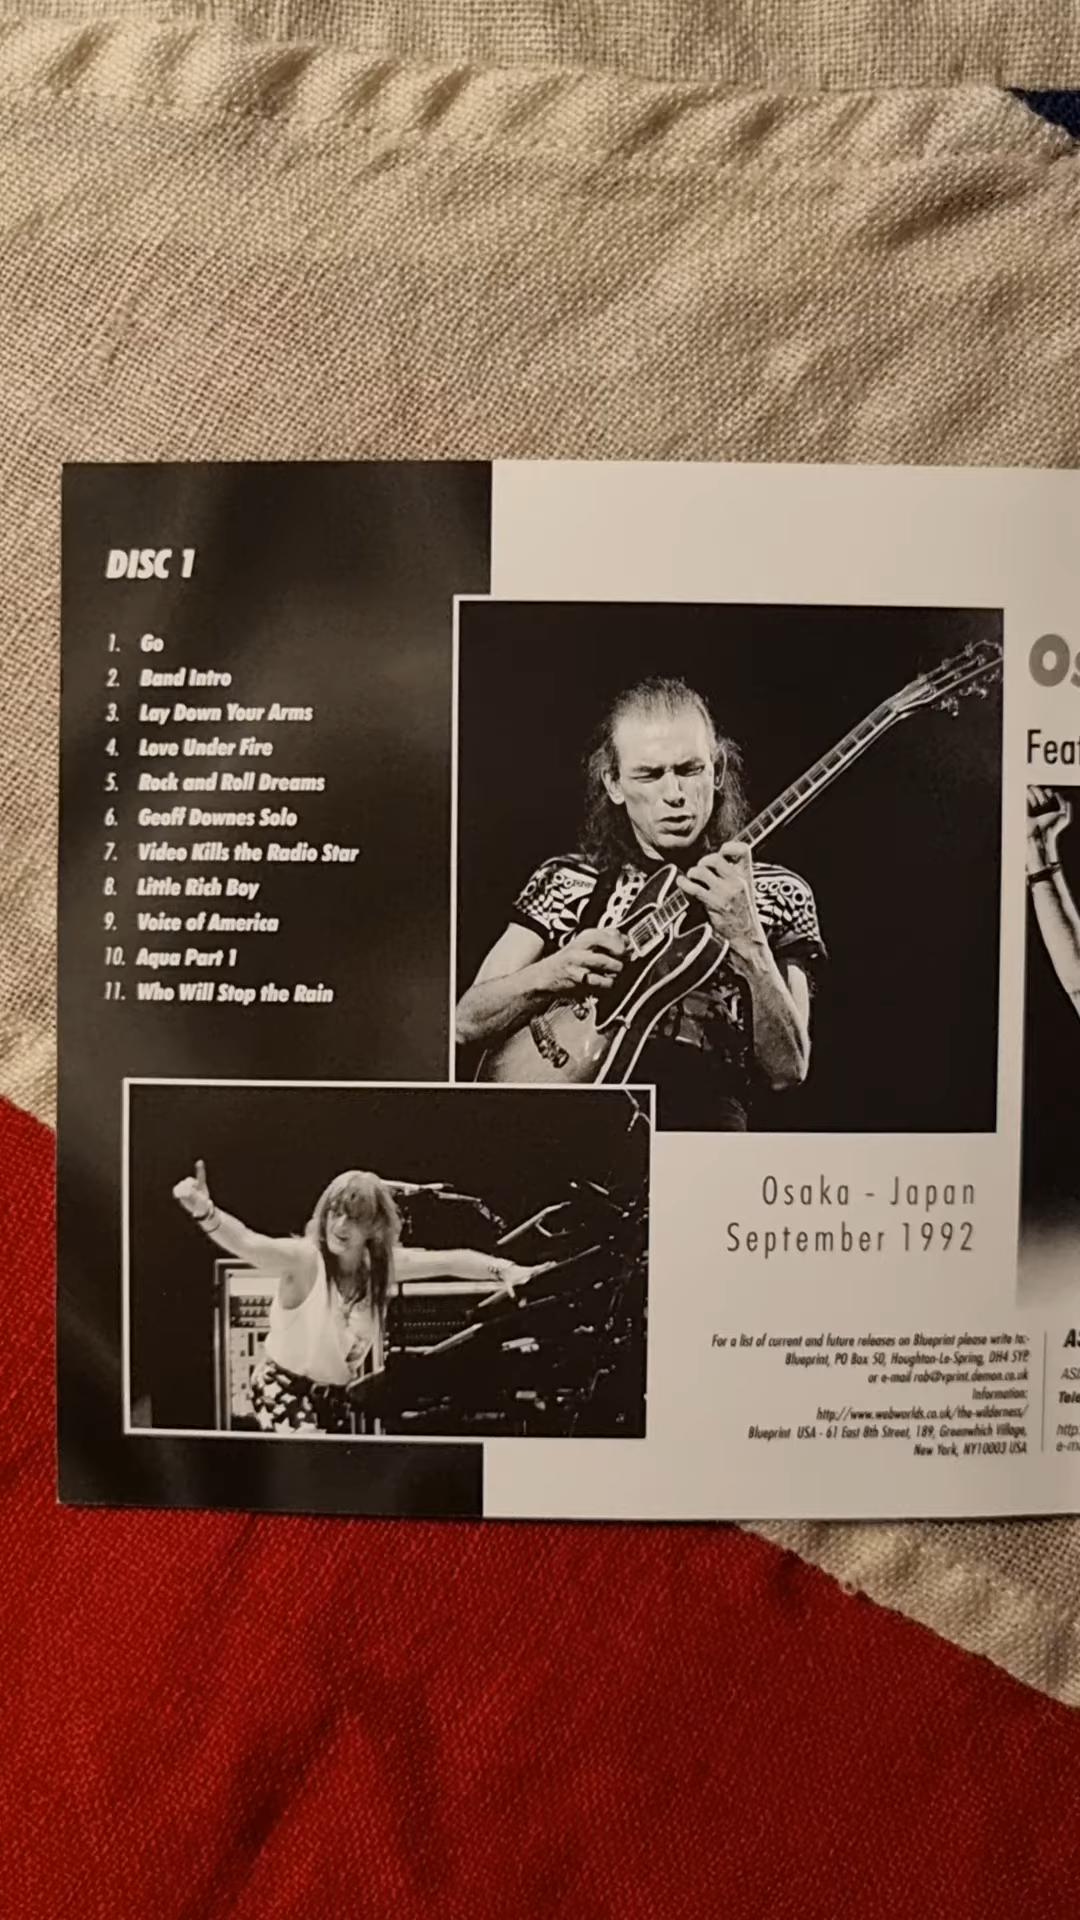 DISC 1
1. Go
2. Band Intro
3. Lay Down Your Arms
4. Love Under Fire
5. Rock and Roll Dreams
6. Geoff Downes Solo
7. Video Kills the Radio Star
8. Little Rich Boy
9. Voice of America
10. Aqua Part 1
11. Who Will Stop the Rain
Osaka - Japan
September 1992
For a list of current and future releases on Blueprint please write to:-
Blueprint, PO Box 50, Houghton-Le-Spring, DH4 5YP
or e-mail rob@vprint.demon.co.uk
Information:
http://www.webworlds.co.uk/the-wilderness/
Blueprint USA - 61 East 8th Street, 189, Greenwhich Village,
New York, NY10003 USA
Os
Feat
As
ASI
Tele
http:
e-m